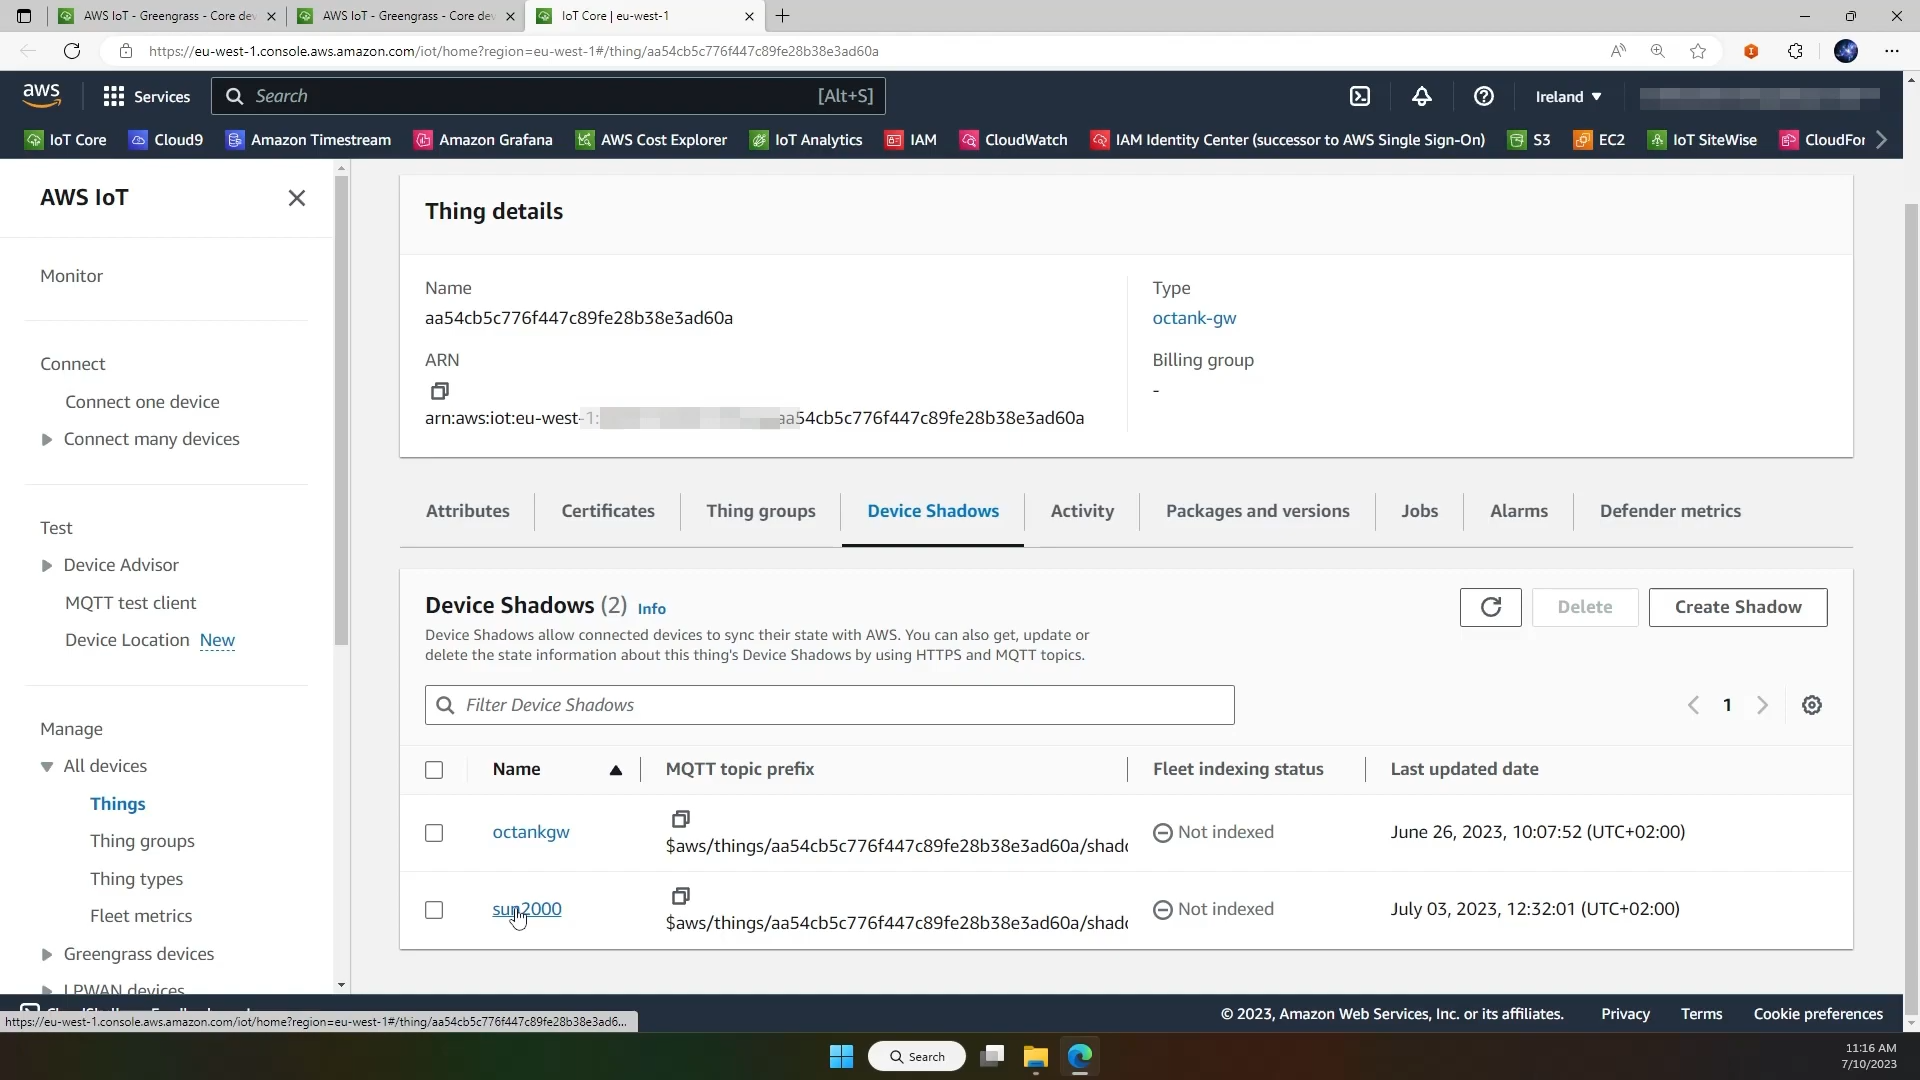 AWS IoT - Greengrass - Core dev
AWS IoT - Greengrass - Core dev
IoT Core | eu-west-1
https://eu-west-1.console.aws.amazon.com/iot/home?region=eu-west-1#/thing/aa54cb5c776f447c89fe28b38e3ad60a
aws
Services
Search
[Alt+S]
Ireland
IoT Core
Cloud9
Amazon Timestream
Amazon Grafana
AWS Cost Explorer
IoT Analytics
IAM
CloudWatch
IAM Identity Center (successor to AWS Single Sign-On)
S3
EC2
IoT SiteWise
CloudFor
AWS IoT
Monitor
Connect
Connect one device
Connect many devices
Test
Device Advisor
MQTT test client
Device Location New
Manage
All devices
Things
Thing groups
Thing types
Fleet metrics
Greengrass devices
LPWAN devices
Thing details
Name
aa54cb5c776f447c89fe28b38e3ad60a
ARN
arn:aws:iot:eu-west-1: aa54cb5c776f447c89fe28b38e3ad60a
Type
octank-gw
Billing group
-
Attributes
Certificates
Thing groups
Device Shadows
Activity
Packages and versions
Jobs
Alarms
Defender metrics
Device Shadows (2) Info
Device Shadows allow connected devices to sync their state with AWS. You can also get, update or
delete the state information about this thing's Device Shadows by using HTTPS and MQTT topics.
Delete
Create Shadow
Filter Device Shadows
1
Name
MQTT topic prefix
Fleet indexing status
Last updated date
octankgw
$aws/things/aa54cb5c776f447c89fe28b38e3ad60a/shado
Not indexed
June 26, 2023, 10:07:52 (UTC+02:00)
sun2000
$aws/things/aa54cb5c776f447c89fe28b38e3ad60a/shado
Not indexed
July 03, 2023, 12:32:01 (UTC+02:00)
© 2023, Amazon Web Services, Inc. or its affiliates.
Privacy
Terms
Cookie preferences
https://eu-west-1.console.aws.amazon.com/iot/home?region=eu-west-1#/thing/aa54cb5c776f447c89fe28b38e3ad6...
Search
11:16 AM
7/10/2023